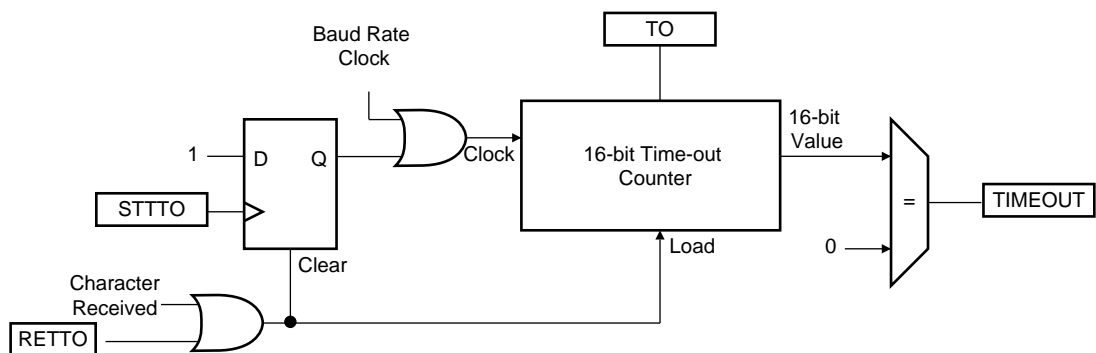 TO
Baud Rate
Clock
1
D
Q
Clock
16-bit Time-out
Counter
16-bit
Value
STTTO
=
TIMEOUT
0
Clear
Load
Character
Received
RETTO